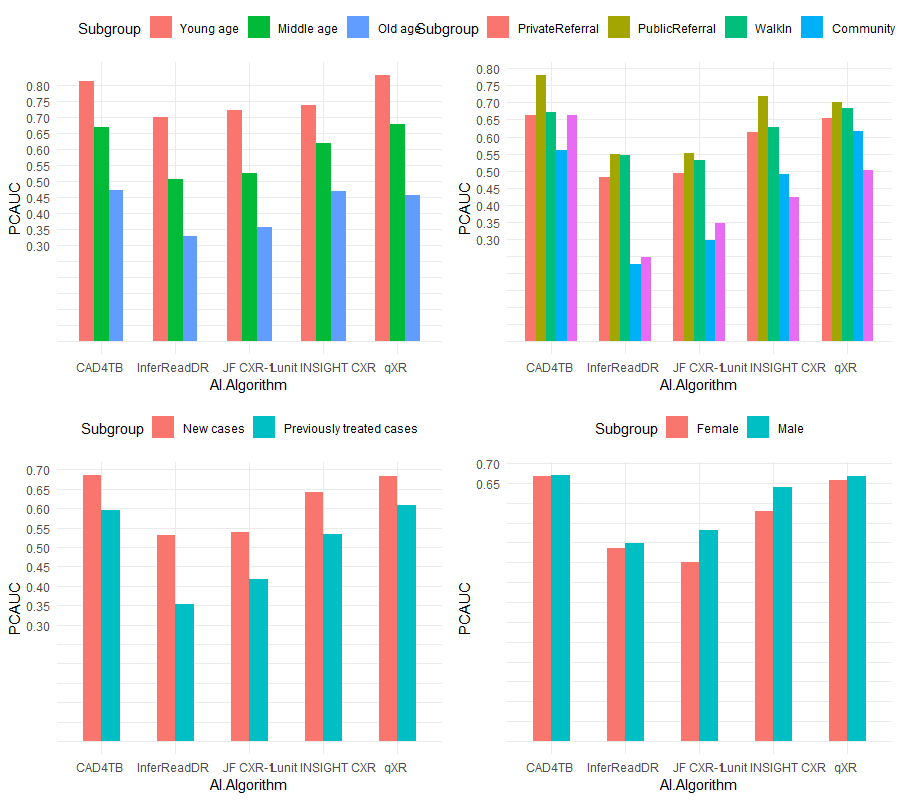 Subgroup Young age Middle age Old age
PCAUC
0.80
0.75
0.70
0.65
0.60
0.55
0.50
0.45
0.40
0.35
0.30
CAD4TB InferReadDR JF CXR-1 Lunit INSIGHT CXR qXR
AI.Algorithm
Subgroup PrivateReferral PublicReferral WalkIn Community
PCAUC
0.80
0.75
0.70
0.65
0.60
0.55
0.50
0.45
0.40
0.35
0.30
CAD4TB InferReadDR JF CXR-1 Lunit INSIGHT CXR qXR
AI.Algorithm
Subgroup New cases Previously treated cases
PCAUC
0.70
0.65
0.60
0.55
0.50
0.45
0.40
0.35
0.30
CAD4TB InferReadDR JF CXR-1 Lunit INSIGHT CXR qXR
AI.Algorithm
Subgroup Female Male
PCAUC
0.70
0.65
CAD4TB InferReadDR JF CXR-1 Lunit INSIGHT CXR qXR
AI.Algorithm